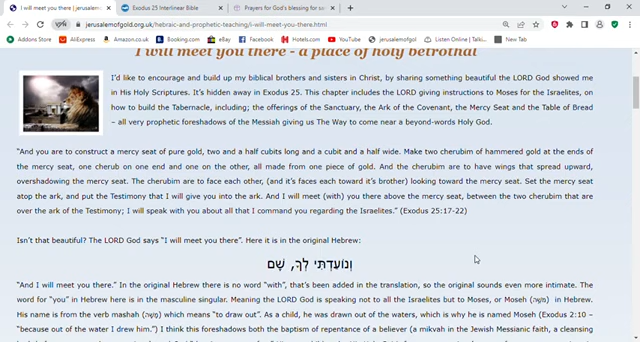 I will meet you there | jerusalem
Exodus 25 Interlinear Bible
Prayers for God's blessing for so
jerusalemofgold.org.uk/hebraic-and-prophetic-teaching/i-will-meet-you-there.html
Addons Store AliExpress Amazon.co.uk Booking.com eBay Facebook Hotels.com YouTube jerusalemofgold
I will meet you there - a place of holy betrothal
I'd like to encourage and build up my biblical brothers and sisters in Christ, by sharing something beautiful the LORD God showed me
in His Holy Scriptures. It's hidden away in Exodus 25. This chapter includes the LORD giving instructions to Moses for the Israelites,
on how to build the Tabernacle, including; the offerings of the Sanctuary, the Ark of the Covenant, the Mercy Seat and the Table of Bread
– all very prophetic foreshadows of the Messiah giving us The Way to come near a beyond-words Holy God.
"And you are to construct a mercy seat of pure gold, two and a half cubits long and a cubit and a half wide. Make two cherubim of hammered gold at the ends of
the mercy seat, one cherub on one end and one on the other, all made from one piece of gold. And the cherubim are to have wings that spread upward,
overshadowing the mercy seat. The cherubim are to face each other, (and it's faces each toward it's brother) looking toward the mercy seat. Set the mercy seat
atop the ark, and put the Testimony that I will give you into the ark. And I will meet (with) you there above the mercy seat, between the two cherubim that are
over the ark of the Testimony; I will speak with you about all that I command you regarding the Israelites." (Exodus 25:17-22)
Isn't that beautiful? The LORD God says "I will meet you there". Here it is in the original Hebrew:
וְנוֹעַדְתִּי לְךָ, שָׁם
"And I will meet you there." In the original Hebrew there is no word "with", that's been added in the translation, so the original sounds even more intimate. The
word for "you" in Hebrew here is in the masculine singular. Meaning the LORD God is speaking not to all the Israelites but to Moses, or Moseh (מֹשֶׁה) in Hebrew.
His name is from the verb mashah (מָשָׁה) which means "to draw out". As a child, he was drawn out of the waters, which is why he is named Moseh (Exodus 2:10 –
"because out of the water I drew him.") I think this foreshadows both the baptism of repentance of a believer (a mikvah in the Jewish Messianic faith, a cleansing